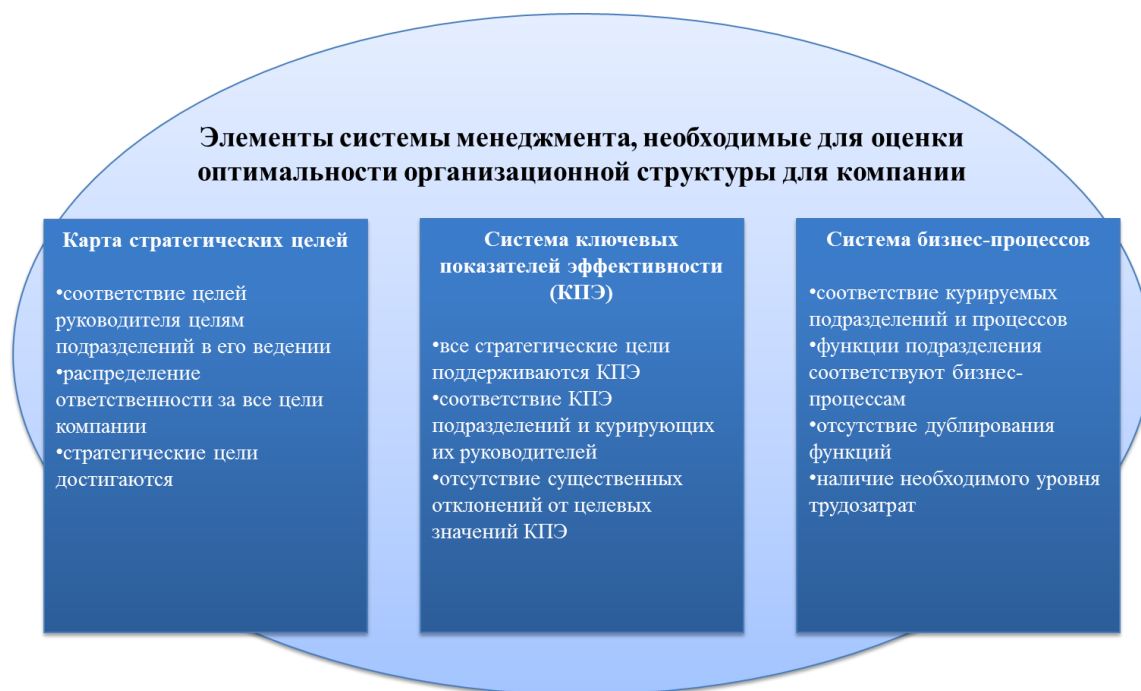 Элементы системы менеджмента, необходимые для оценки
оптимальности организационной структуры для компании
Карта стратегических целей
•соответствие целей
руководителя целям
подразделений в его ведении
•распределение
ответственности за все цели
компании
•стратегические цели
достигаются
Система ключевых
показателей эффективности
(КПЭ)
•все стратегические цели
поддерживаются КПЭ
•соответствие КПЭ
подразделений и курирующих
их руководителей
•отсутствие существенных
отклонений от целевых
значений КПЭ
Система бизнес-процессов
•соответствие курируемых
подразделений и процессов
•функции подразделения
соответствуют бизнес-
процессам
•отсутствие дублирования
функций
•наличие необходимого уровня
трудозатрат